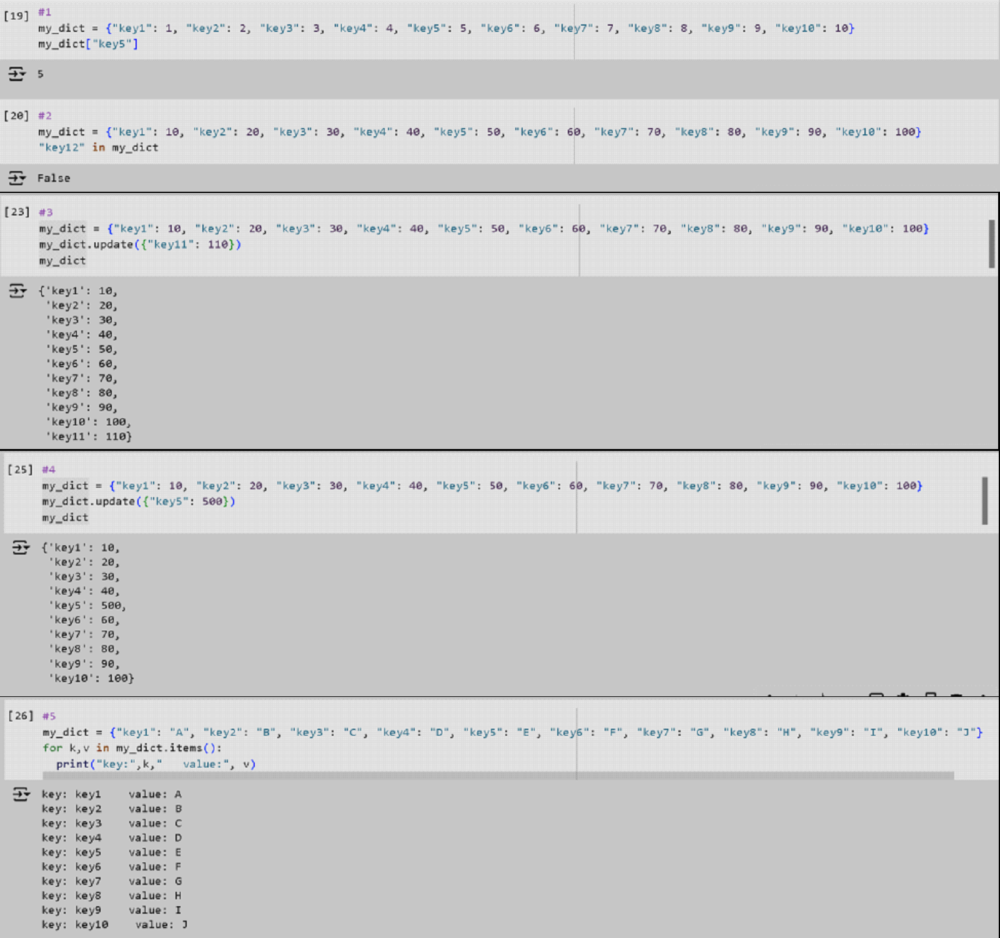 [19] #1
my_dict = {"key1": 1, "key2": 2, "key3": 3, "key4": 4, "key5": 5, "key6": 6, "key7": 7, "key8": 8, "key9": 9, "key10": 10}
my_dict["key5"]
5
[20] #2
my_dict = {"key1": 10, "key2": 20, "key3": 30, "key4": 40, "key5": 50, "key6": 60, "key7": 70, "key8": 80, "key9": 90, "key10": 100}
"key12" in my_dict
False
[23] #3
my_dict = {"key1": 10, "key2": 20, "key3": 30, "key4": 40, "key5": 50, "key6": 60, "key7": 70, "key8": 80, "key9": 90, "key10": 100}
my_dict.update({"key11": 110})
my_dict
{'key1': 10,
'key2': 20,
'key3': 30,
'key4': 40,
'key5': 50,
'key6': 60,
'key7': 70,
'key8': 80,
'key9': 90,
'key10': 100,
'key11': 110}
[25] #4
my_dict = {"key1": 10, "key2": 20, "key3": 30, "key4": 40, "key5": 50, "key6": 60, "key7": 70, "key8": 80, "key9": 90, "key10": 100}
my_dict.update({"key5": 500})
my_dict
{'key1': 10,
'key2': 20,
'key3': 30,
'key4': 40,
'key5': 500,
'key6': 60,
'key7': 70,
'key8': 80,
'key9': 90,
'key10': 100}
[26] #5
my_dict = {"key1": "A", "key2": "B", "key3": "C", "key4": "D", "key5": "E", "key6": "F", "key7": "G", "key8": "H", "key9": "I", "key10": "J"}
for k,v in my_dict.items():
  print("key:",k,"   value:", v)
key: key1    value: A
key: key2    value: B
key: key3    value: C
key: key4    value: D
key: key5    value: E
key: key6    value: F
key: key7    value: G
key: key8    value: H
key: key9    value: I
key: key10    value: J